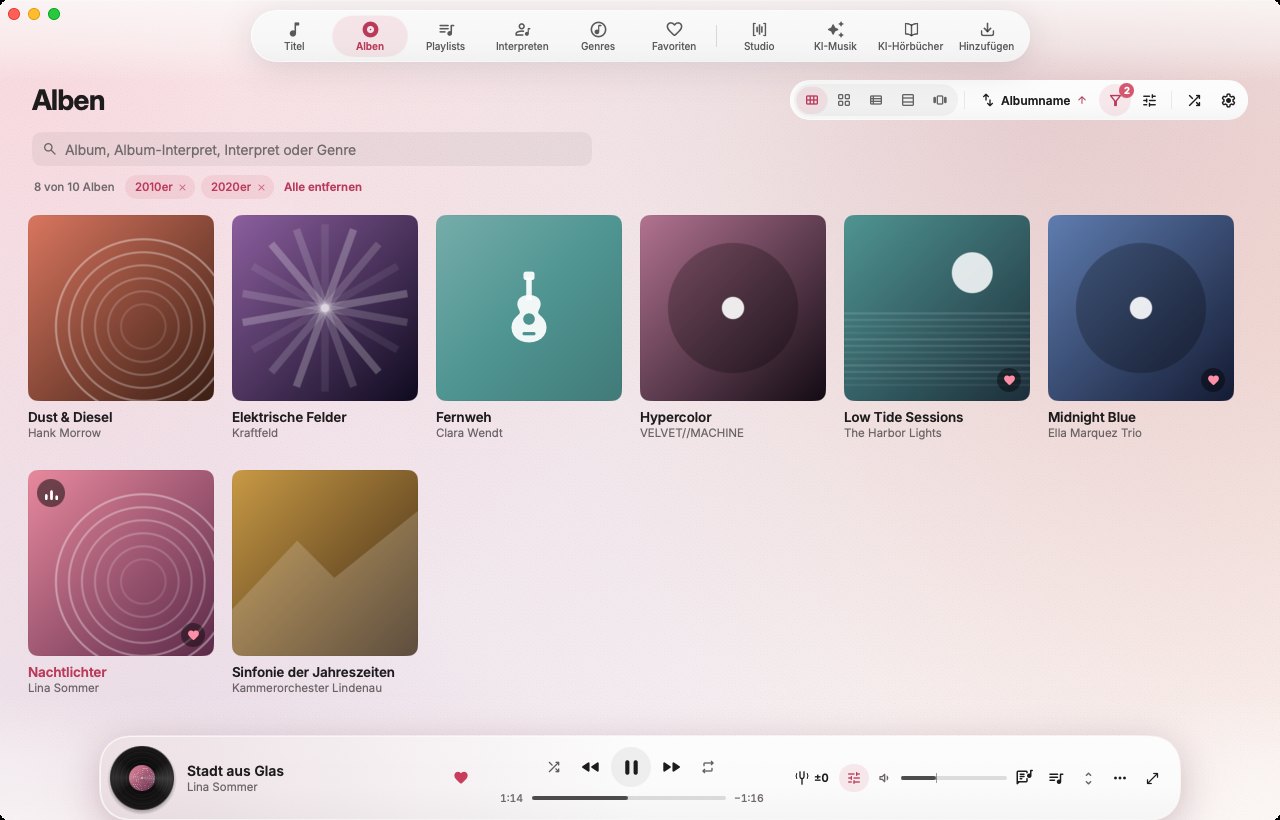 Titel
Alben
Playlists
Interpreten
Genres
Favoriten
Studio
KI-Musik
KI-Hörbücher
Hinzufügen
Alben
Albumname
2
Album, Album-Interpret, Interpret oder Genre
8 von 10 Alben
2010er
2020er
Alle entfernen
Dust & Diesel
Hank Morrow
Elektrische Felder
Kraftfeld
Fernweh
Clara Wendt
Hypercolor
VELVET//MACHINE
Low Tide Sessions
The Harbor Lights
Midnight Blue
Ella Marquez Trio
Nachtlichter
Lina Sommer
Sinfonie der Jahreszeiten
Kammerorchester Lindenau
Stadt aus Glas
Lina Sommer
1:14
−1:16
±0